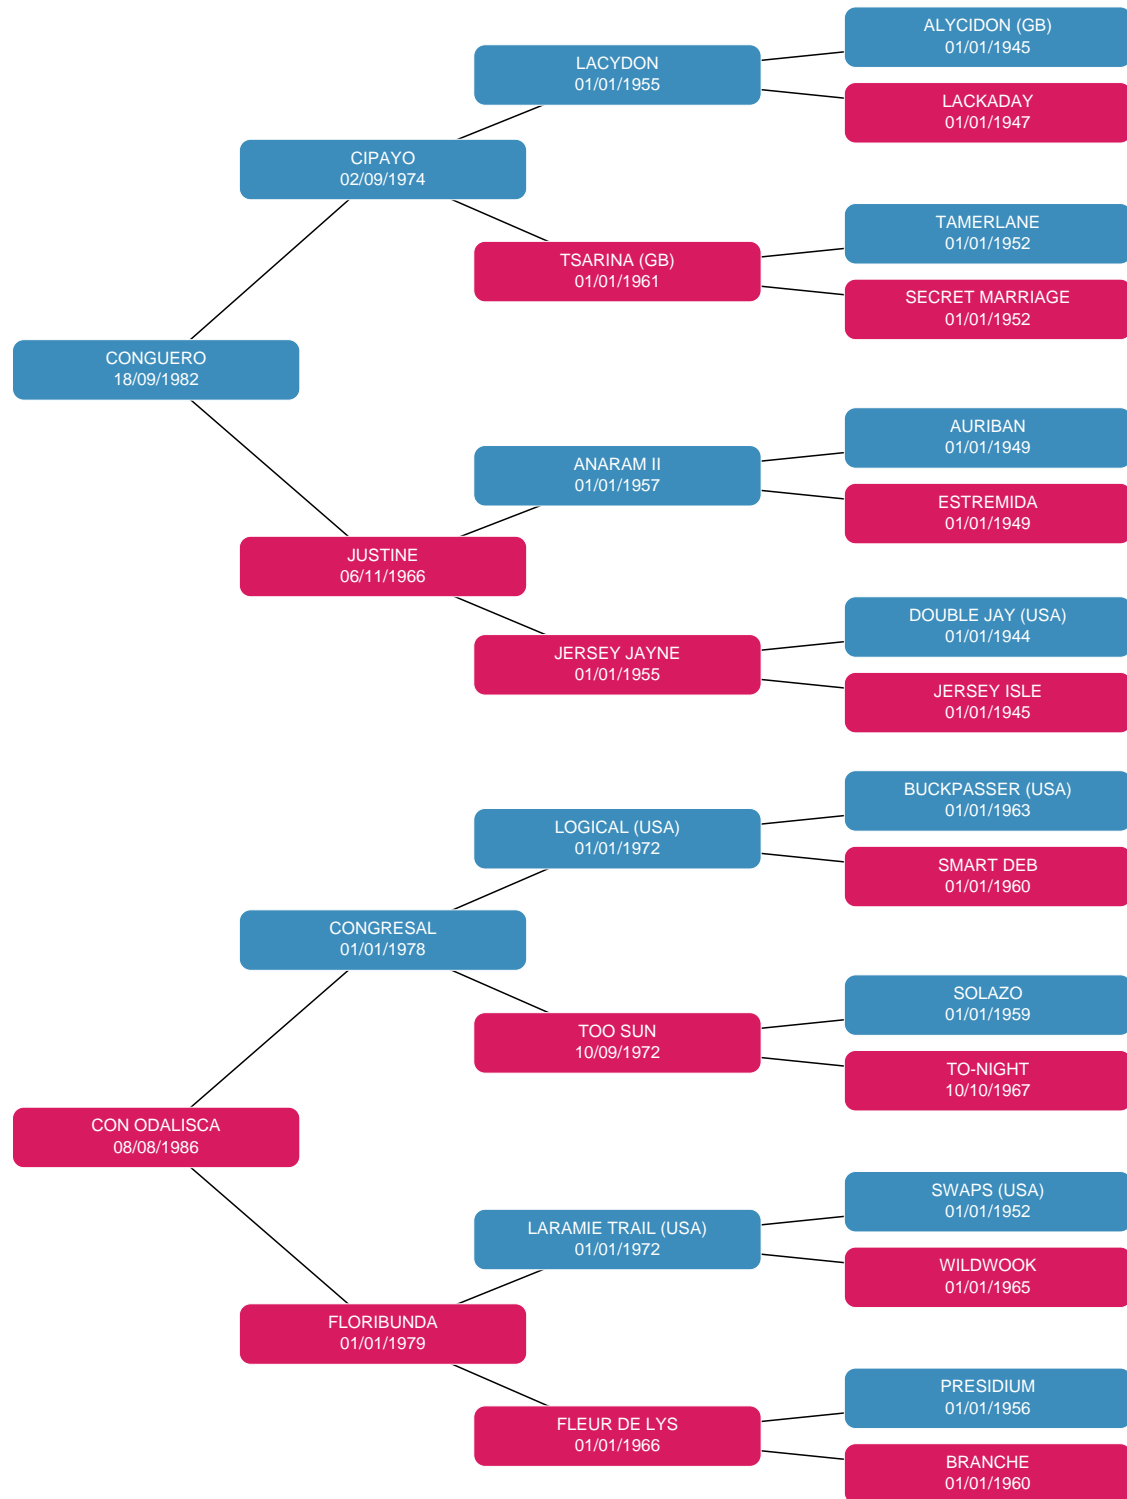 ALYCIDON (GB)
01/01/1945
LACYDON
01/01/1955
LACKADAY
01/01/1947
CIPAYO
02/09/1974
TAMERLANE
01/01/1952
TSARINA (GB)
01/01/1961
SECRET MARRIAGE
01/01/1952
CONGUERO
18/09/1982
AURIBAN
01/01/1949
ANARAM II
01/01/1957
ESTREMIDA
01/01/1949
JUSTINE
06/11/1966
DOUBLE JAY (USA)
01/01/1944
JERSEY JAYNE
01/01/1955
JERSEY ISLE
01/01/1945
BUCKPASSER (USA)
01/01/1963
LOGICAL (USA)
01/01/1972
SMART DEB
01/01/1960
CONGRESAL
01/01/1978
SOLAZO
01/01/1959
TOO SUN
10/09/1972
TO-NIGHT
10/10/1967
CON ODALISCA
08/08/1986
SWAPS (USA)
01/01/1952
LARAMIE TRAIL (USA)
01/01/1972
WILDWOOK
01/01/1965
FLORIBUNDA
01/01/1979
PRESIDIUM
01/01/1956
FLEUR DE LYS
01/01/1966
BRANCHE
01/01/1960